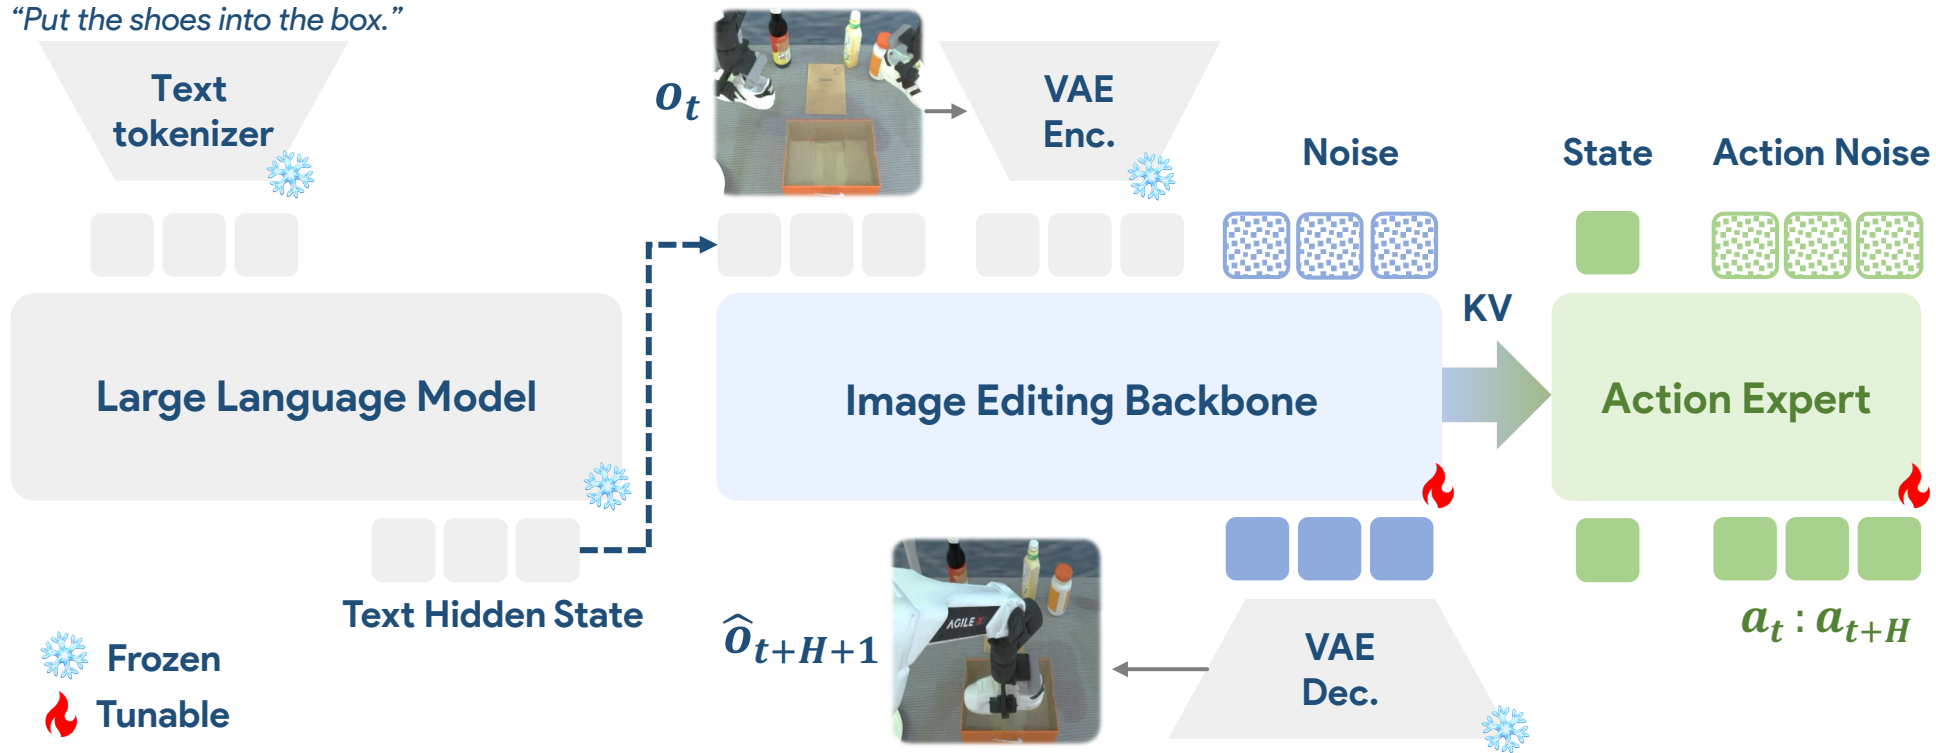 “Put the shoes into the box.”
Text
tokenizer
o_t
VAE
Enc.
Noise
State
Action Noise
Large Language Model
Image Editing Backbone
KV
Action Expert
Text Hidden State
ô_{t+H+1}
AGILE·X
VAE
Dec.
a_t : a_{t+H}
Frozen
Tunable